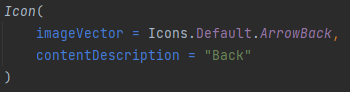 Icon(
    imageVector = Icons.Default.ArrowBack,
    contentDescription = "Back"
)